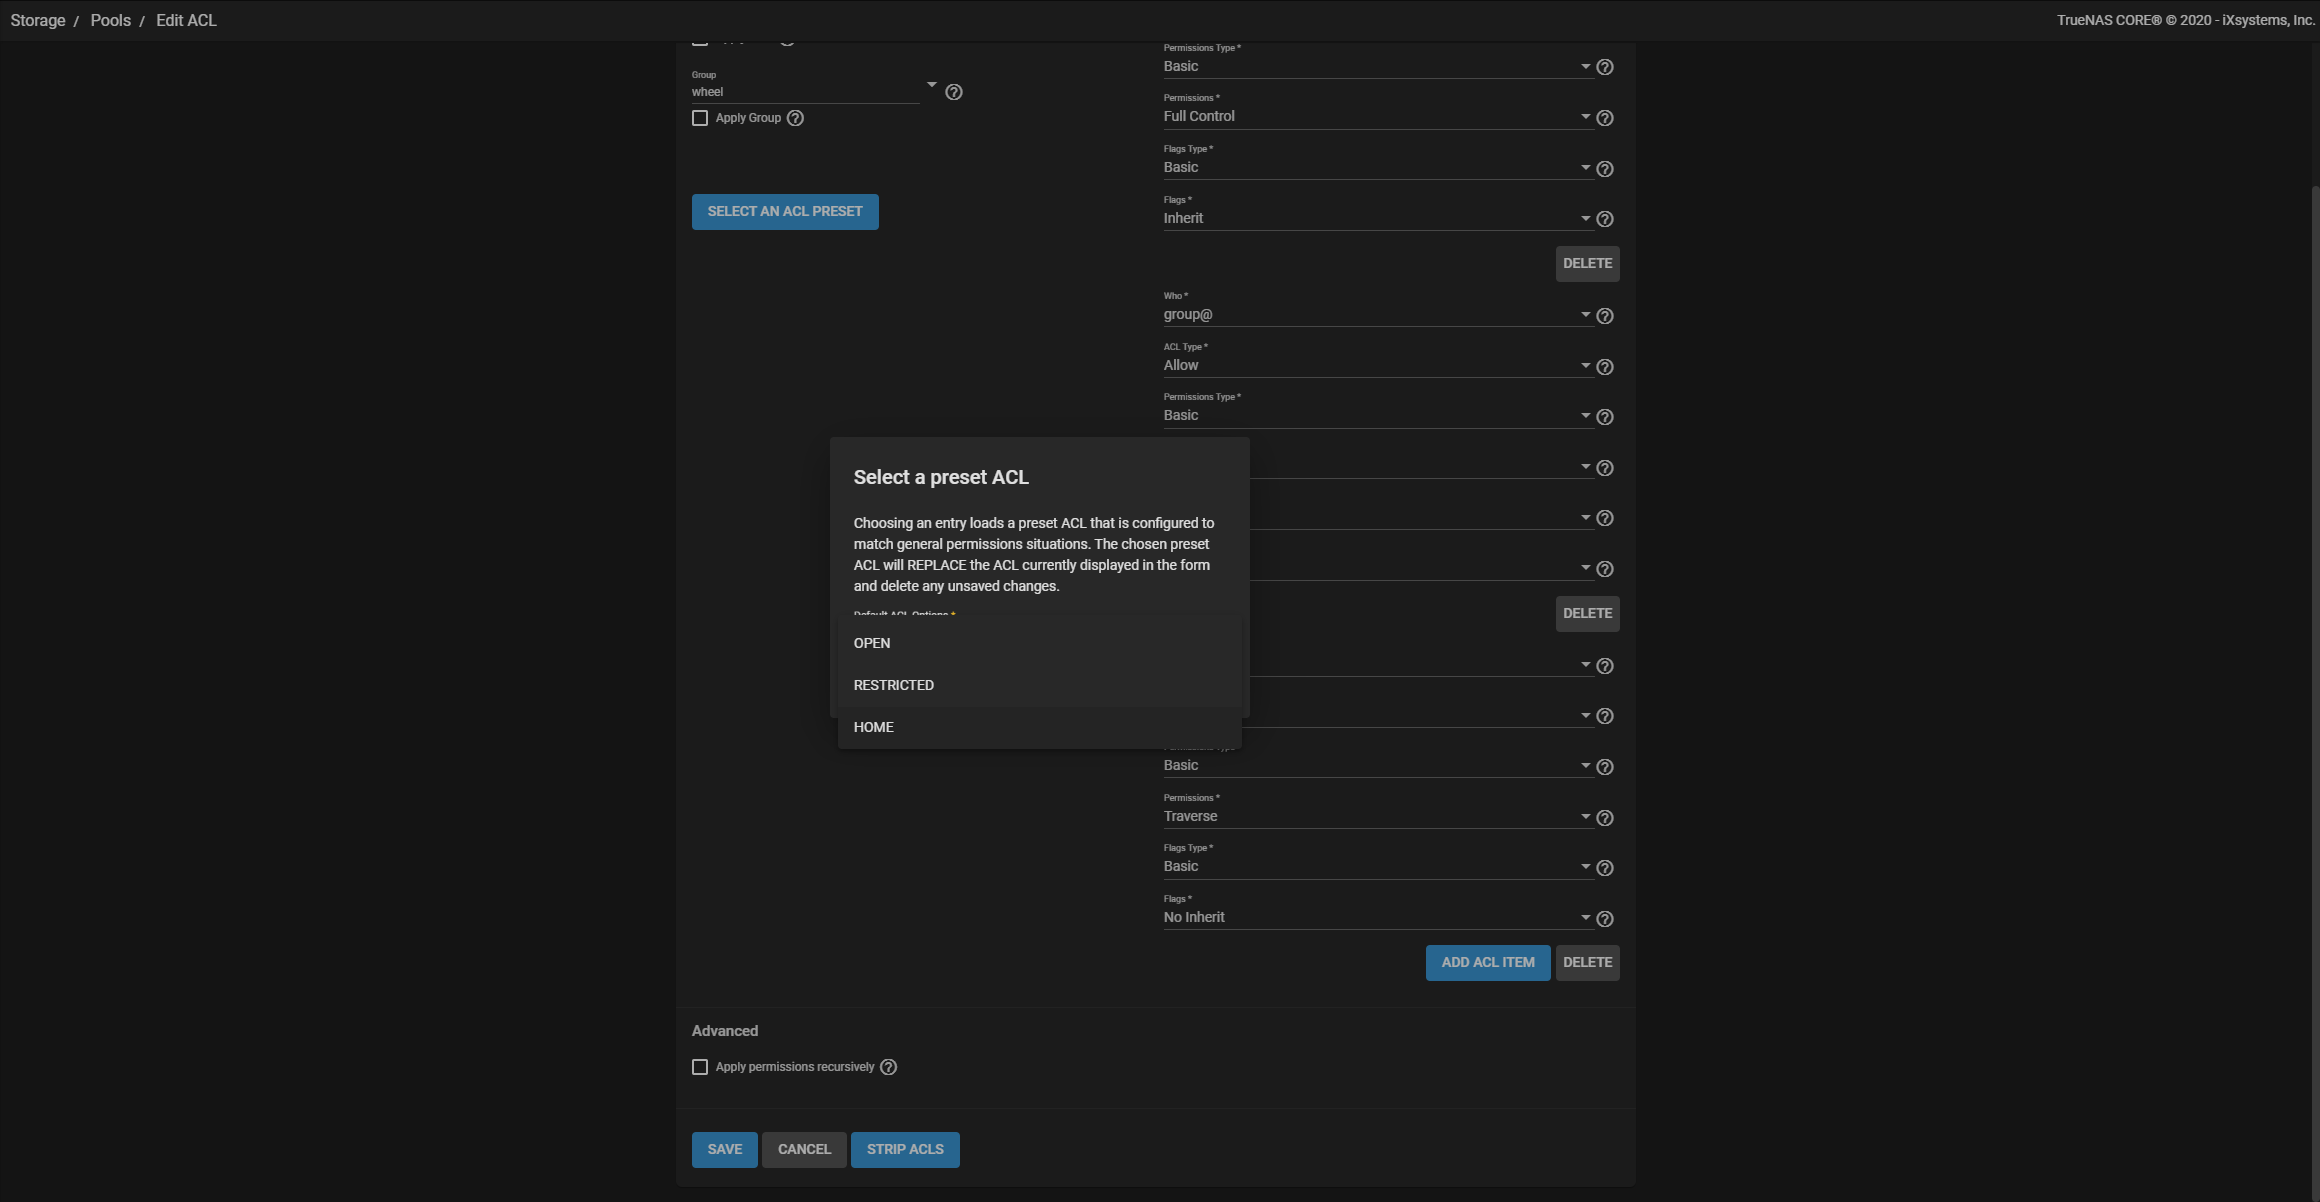 Storage / Pools / Edit ACL
TrueNAS CORE® © 2020 - iXsystems, Inc.
Group
wheel
Apply Group
SELECT AN ACL PRESET
Permissions Type *
Basic
Permissions *
Full Control
Flags Type *
Basic
Flags *
Inherit
DELETE
Who *
group@
ACL Type *
Allow
Permissions Type *
Basic
DELETE
Select a preset ACL
Choosing an entry loads a preset ACL that is configured to
match general permissions situations. The chosen preset
ACL will REPLACE the ACL currently displayed in the form
and delete any unsaved changes.
Default ACL Options *
OPEN
RESTRICTED
HOME
Basic
Permissions *
Traverse
Flags Type *
Basic
Flags *
No Inherit
ADD ACL ITEM
DELETE
Advanced
Apply permissions recursively
SAVE
CANCEL
STRIP ACLS